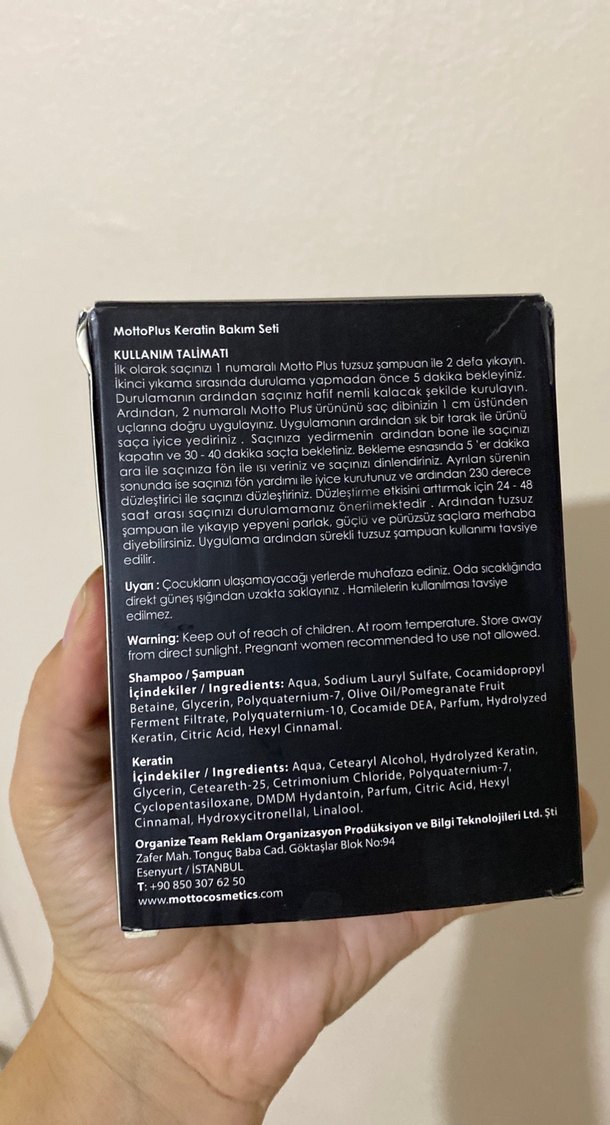 MottoPlus Keratin Bakım Seti
KULLANIM TALİMATI
İlk olarak saçınızı 1 numaralı Motto Plus tuzsuz şampuan ile 2 defa yıkayın.
İkinci yıkama sırasında durulama yapmadan önce 5 dakika bekleyiniz.
Durulamanın ardından saçınız hafif nemli kalacak şekilde kurulayın.
Ardından, 2 numaralı Motto Plus ürününü saç dibinizin 1 cm üstünden
uçlarına doğru uygulayınız. Uygulamanın ardından sık bir tarak ile ürünü
saça iyice yediriniz . Saçınıza yedirmenin ardından bone ile saçınızı
kapatın ve 30 - 40 dakika saçta bekletiniz. Bekleme esnasında 5 'er dakika
ara ile saçınıza fön ile ısı veriniz ve saçınızı dinlendiriniz. Ayrılan sürenin
sonunda ise saçınızı fön yardımı ile iyice kurutunuz ve ardından 230 derece
düzleştirici ile saçınızı düzleştiriniz. Düzleştirme etkisini arttırmak için 24 - 48
saat arası saçınızı durulamamanız önerilmektedir . Ardından tuzsuz
şampuan ile yıkayıp yepyeni parlak, güçlü ve pürüzsüz saçlara merhaba
diyebilirsiniz. Uygulama ardından sürekli tuzsuz şampuan kullanımı tavsiye
edilir.
Uyarı : Çocukların ulaşamayacağı yerlerde muhafaza ediniz. Oda sıcaklığında
direkt güneş ışığından uzakta saklayınız . Hamilelerin kullanılması tavsiye
edilmez.
Warning: Keep out of reach of children. At room temperature. Store away
from direct sunlight. Pregnant women recommended to use not allowed.
Shampoo / Şampuan
İçindekiler / Ingredients: Aqua, Sodium Lauryl Sulfate, Cocamidopropyl
Betaine, Glycerin, Polyquaternium-7, Olive Oil/Pomegranate Fruit
Ferment Filtrate, Polyquaternium-10, Cocamide DEA, Parfum, Hydrolyzed
Keratin, Citric Acid, Hexyl Cinnamal.
Keratin
İçindekiler / Ingredients: Aqua, Cetearyl Alcohol, Hydrolyzed Keratin,
Glycerin, Ceteareth-25, Cetrimonium Chloride, Polyquaternium-7,
Cyclopentasiloxane, DMDM Hydantoin, Parfum, Citric Acid, Hexyl
Cinnamal, Hydroxycitronellal, Linalool.
Organize Team Reklam Organizasyon Prodüksiyon ve Bilgi Teknolojileri Ltd. Şti
Zafer Mah. Tonguç Baba Cad. Göktaşlar Blok No:94
Esenyurt / İSTANBUL
T: +90 850 307 62 50
www.mottocosmetics.com